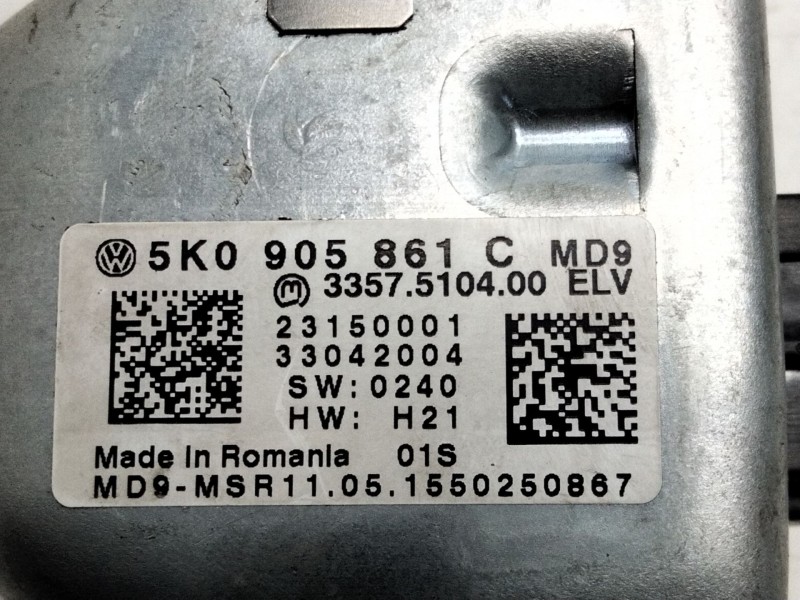 5K0 905 861 C MD9
3357.5104.00 ELV
23150001
33042004
SW:0240
HW: H21
Made In Romania 01S
MD9-MSR11.05.1550250867